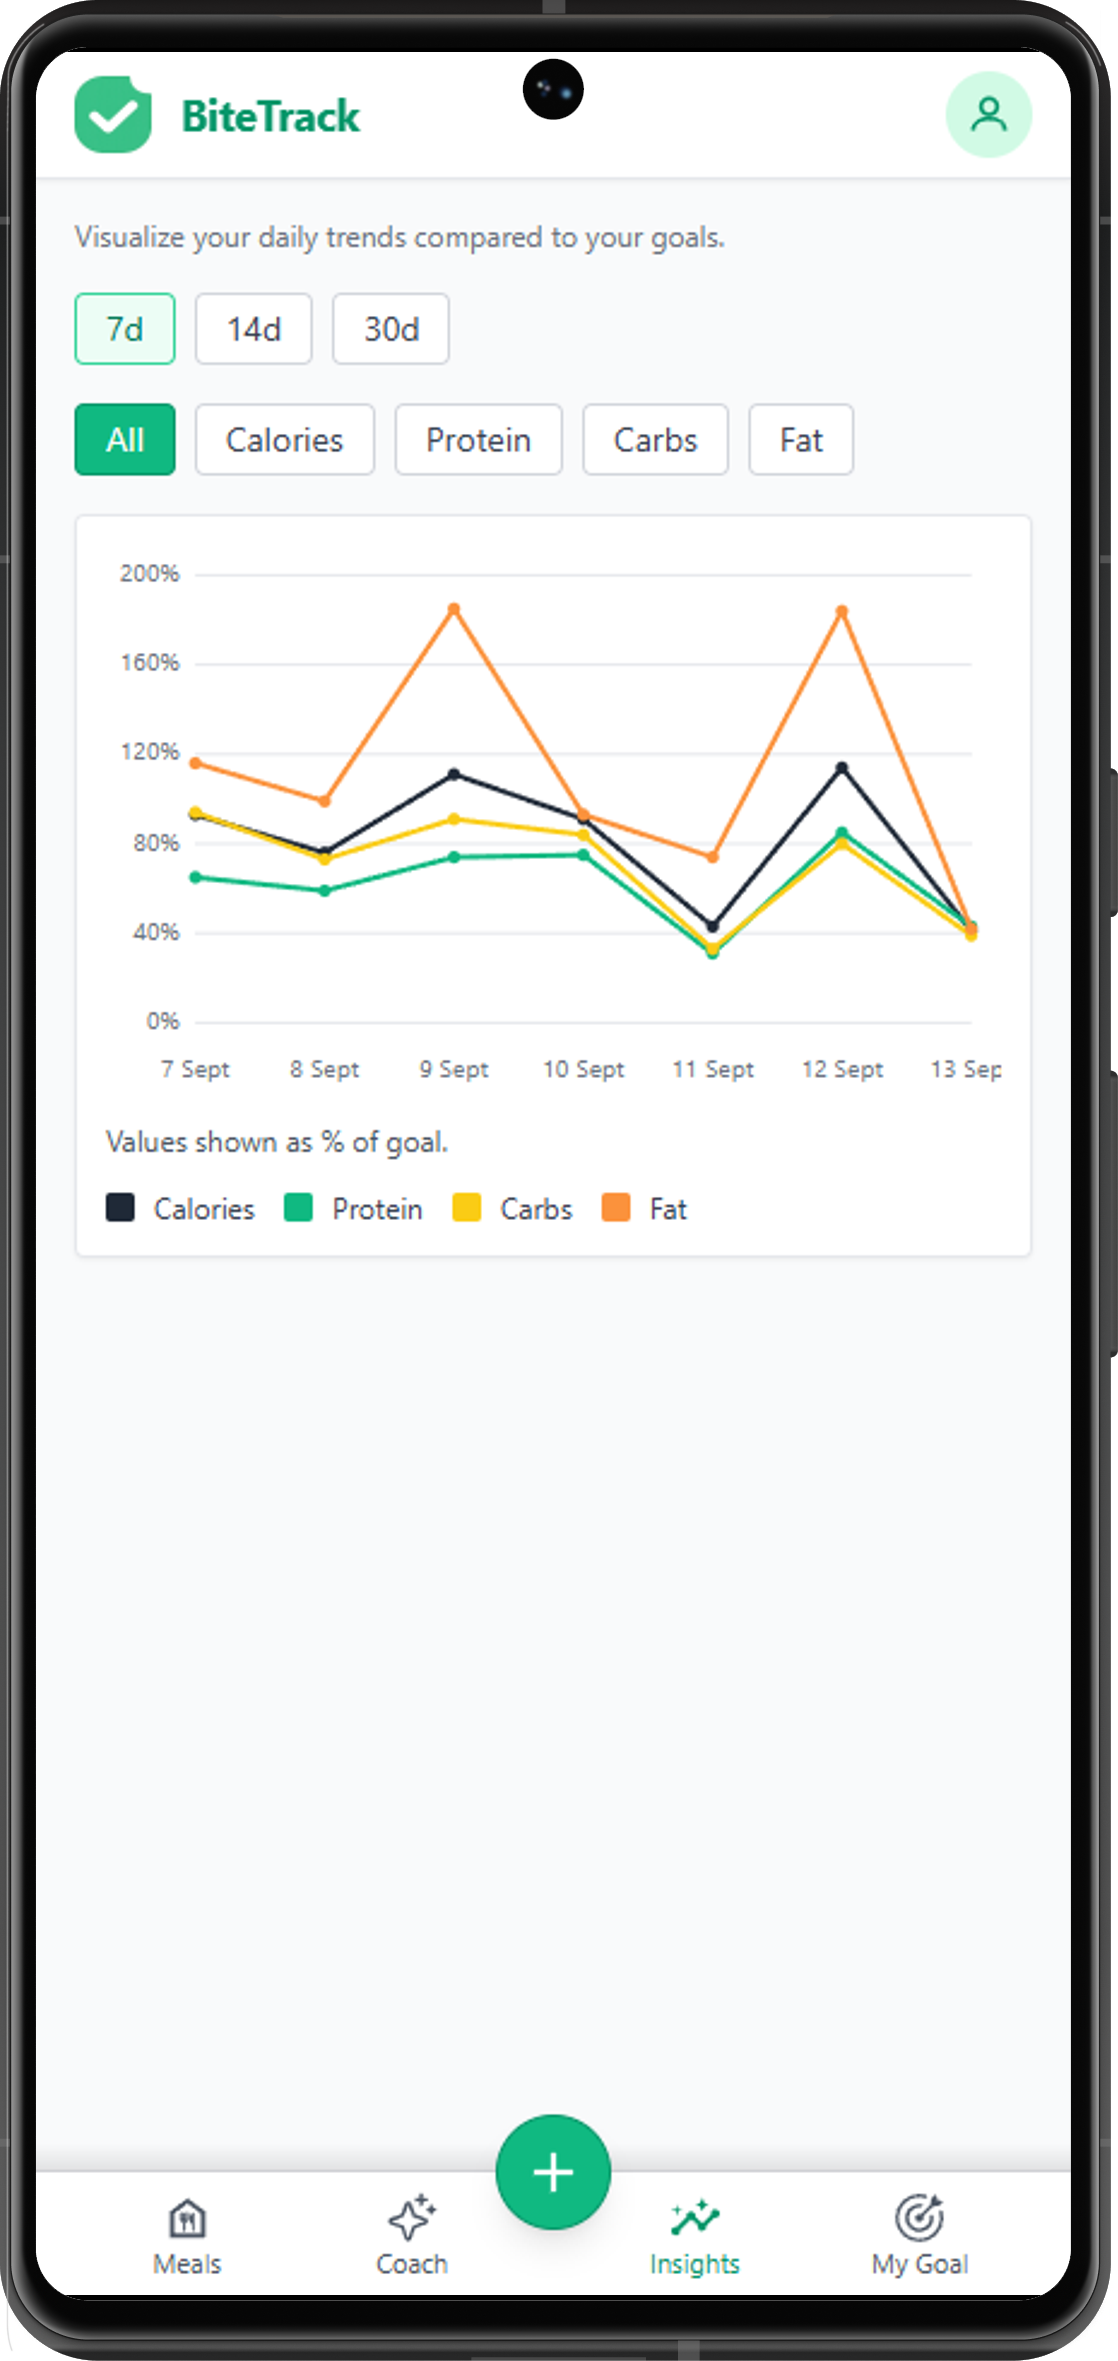 BiteTrack
Visualize your daily trends compared to your goals.
7d 14d 30d
All Calories Protein Carbs Fat
200%
160%
120%
80%
40%
0%
7 Sept 8 Sept 9 Sept 10 Sept 11 Sept 12 Sept 13 Sep
Values shown as % of goal.
Calories Protein Carbs Fat
Meals Coach Insights My Goal